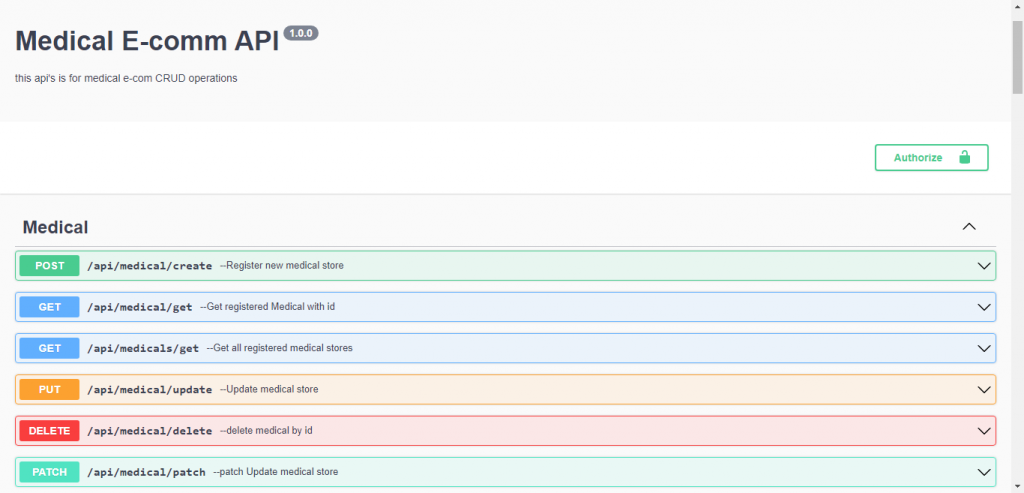 Medical E-comm API 1.0.0
this api's is for medical e-com CRUD operations
Authorize
Medical
POST /api/medical/create --Register new medical store
GET /api/medical/get --Get registered Medical with id
GET /api/medicals/get --Get all registered medical stores
PUT /api/medical/update --Update medical store
DELETE /api/medical/delete --delete medical by id
PATCH /api/medical/patch --patch Update medical store